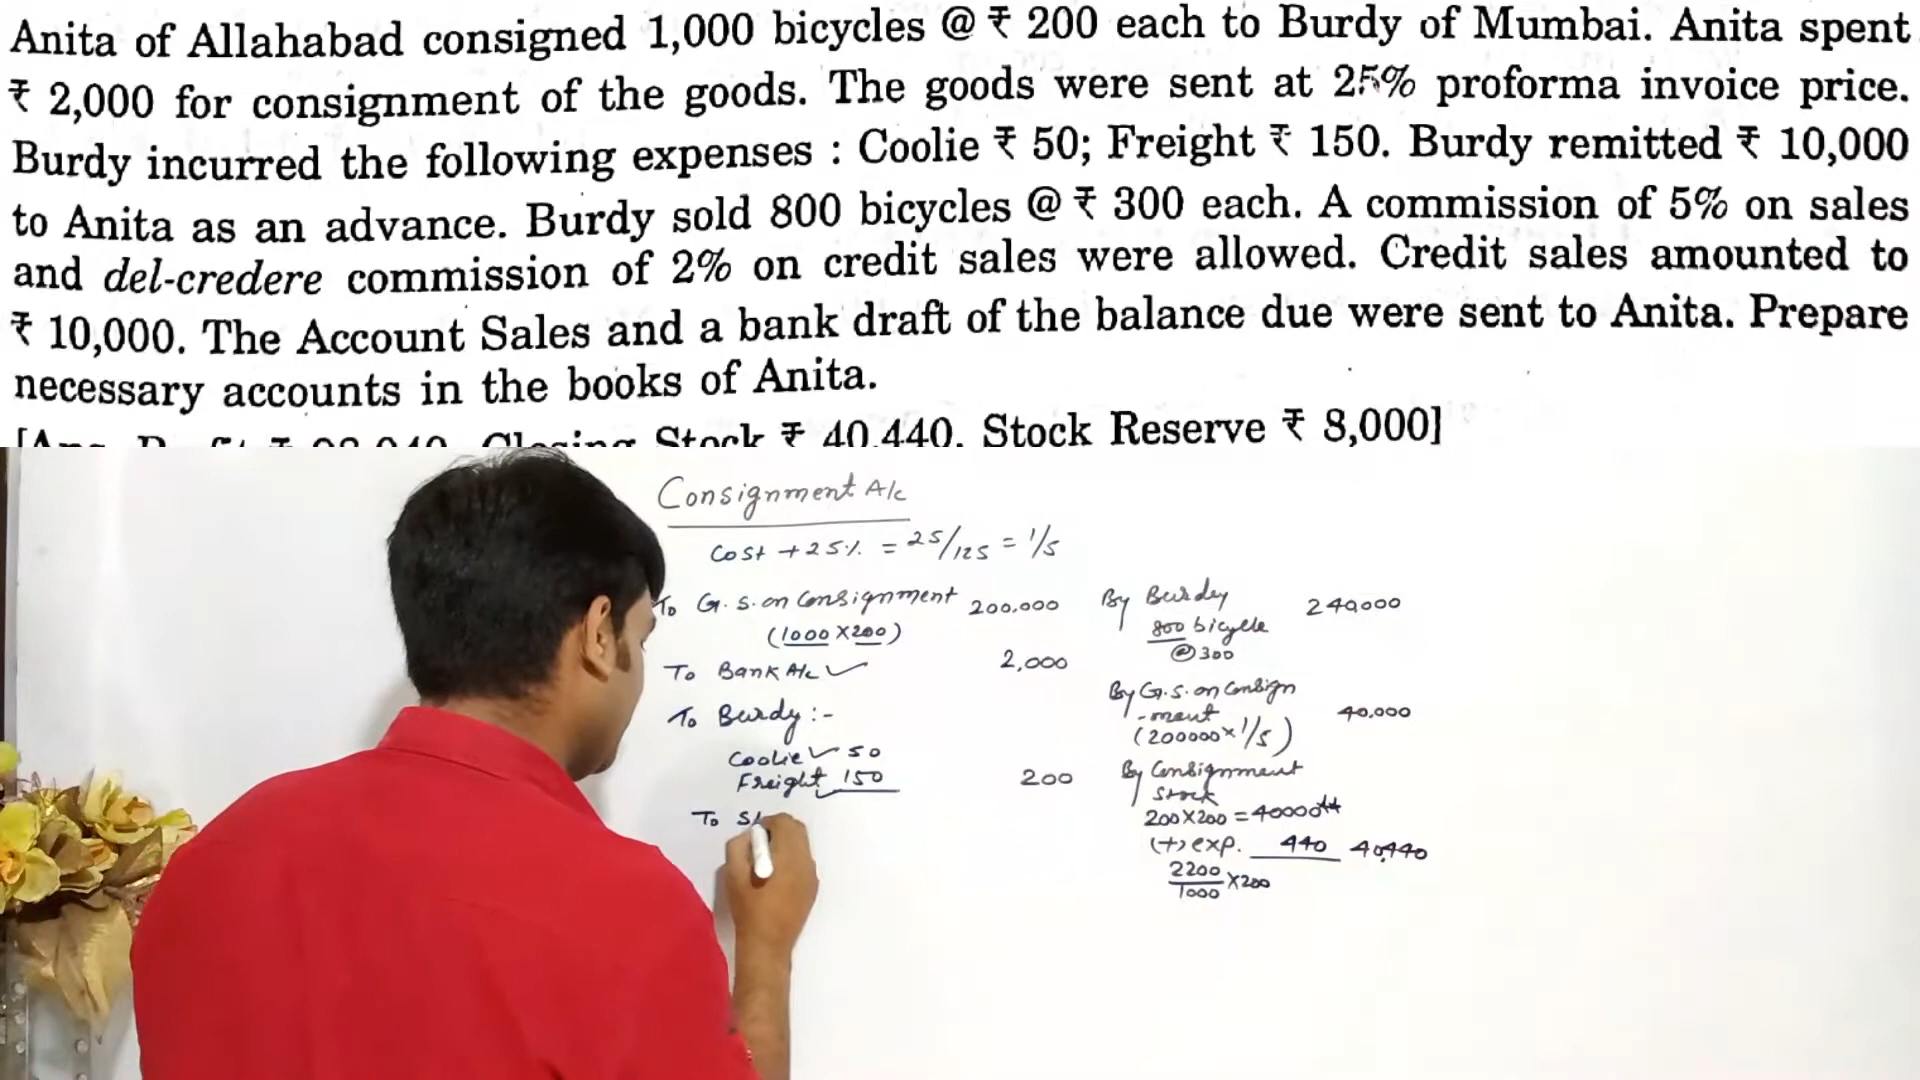 Anita of Allahabad consigned 1,000 bicycles @ ₹ 200 each to Burdy of Mumbai. Anita spent
₹ 2,000 for consignment of the goods. The goods were sent at 25% proforma invoice price.
Burdy incurred the following expenses : Coolie ₹ 50; Freight ₹ 150. Burdy remitted ₹ 10,000
to Anita as an advance. Burdy sold 800 bicycles @ ₹ 300 each. A commission of 5% on sales
and del-credere commission of 2% on credit sales were allowed. Credit sales amounted to
₹ 10,000. The Account Sales and a bank draft of the balance due were sent to Anita. Prepare
necessary accounts in the books of Anita.
Closing Stock ₹ 40,440, Stock Reserve ₹ 8,000]
Consignment A/c
Cost + 25% = 25/125 = 1/5
To G.S. on Consignment 200.000
(1000 X 200)
To Bank A/c 2,000
To Burdy :-
Coolie 50
Freight 150 200
To
By Burdey 240000
800 bicycle
@ 300
By G.S. on Consign
-ment 40.000
(200000 x 1/5)
By Consignment
Stock
200 X 200 = 40000
(+) exp. 440 40,440
2200/1000 X 200